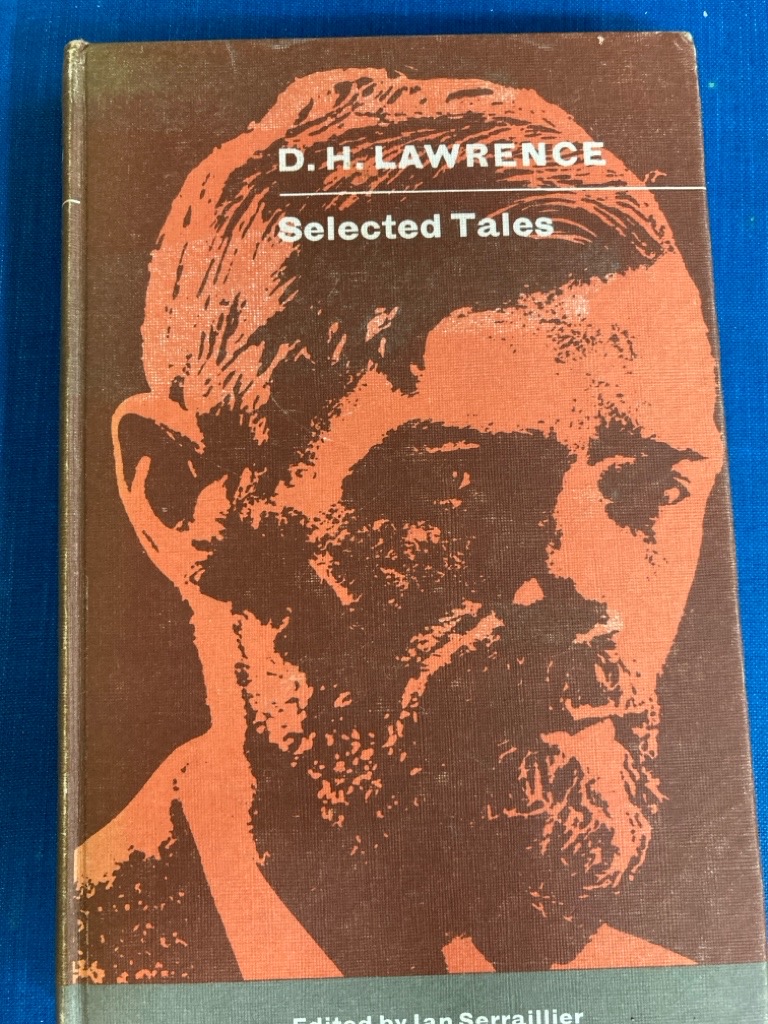 D. H. LAWRENCE
Selected Tales
Edited by Ian Serraillier